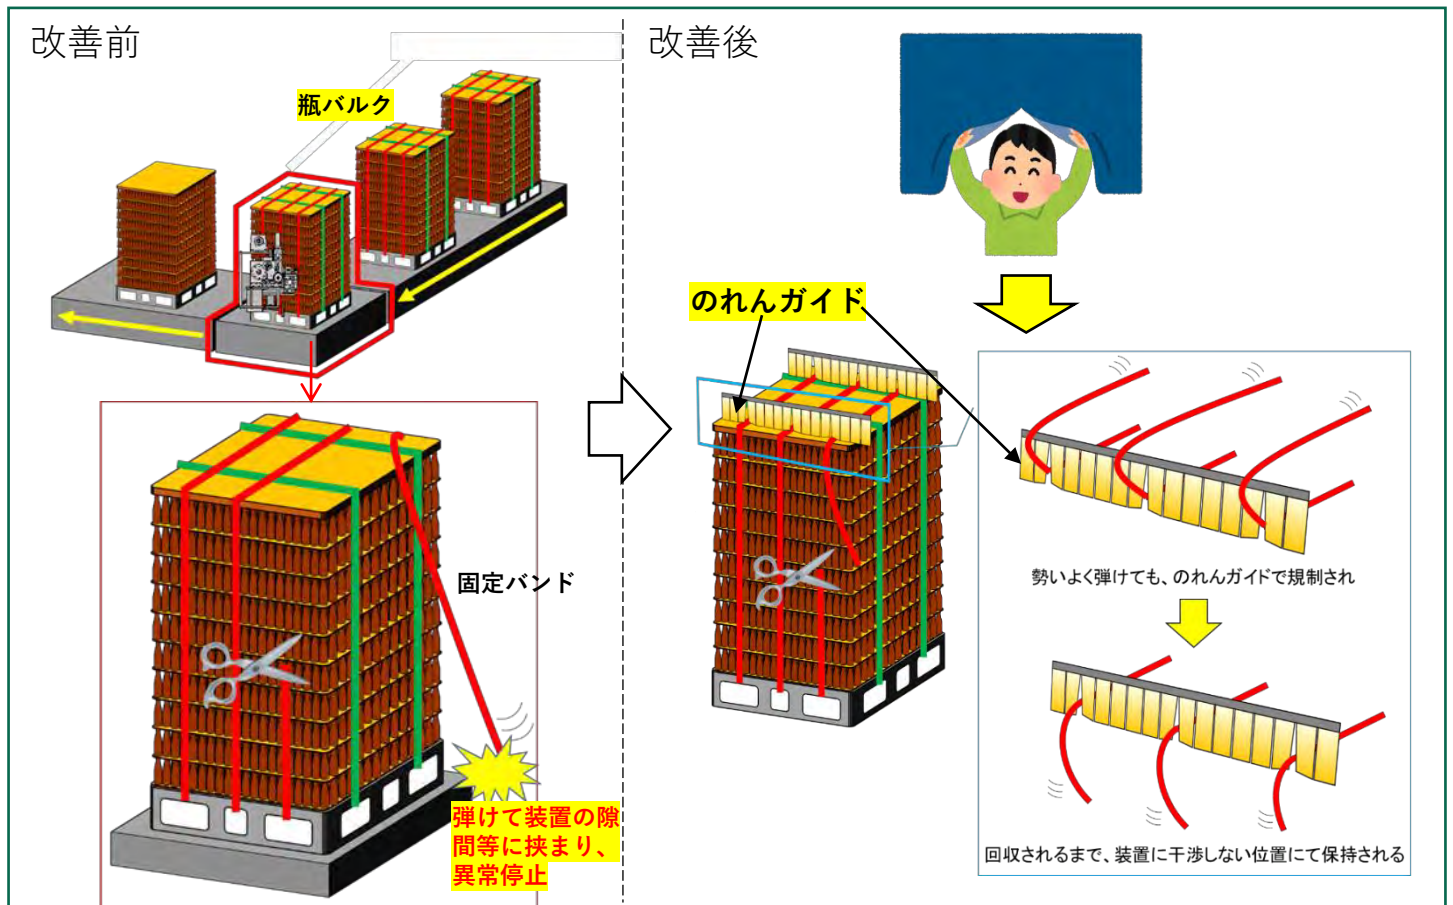 改善前
瓶バルク
固定バンド
弾けて装置の隙
間等に挟まり、
異常停止
改善後
のれんガイド
勢いよく弾けても、のれんガイドで規制され
回収されるまで、装置に干渉しない位置にて保持される